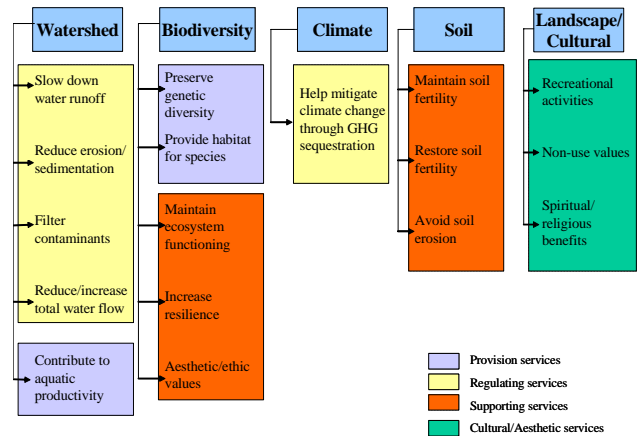 Watershed
Slow down
water runoff
Reduce erosion/
sedimentation
Filter
contaminants
Reduce/increase
total water flow
Contribute to
aquatic
productivity
Biodiversity
Preserve
genetic
diversity
Provide habitat
for species
Maintain
ecosystem
functioning
Increase
resilience
Aesthetic/ethic
values
Climate
Help mitigate
climate change
through GHG
sequestration
Soil
Maintain soil
fertility
Restore soil
fertility
Avoid soil
erosion
Landscape/
Cultural
Recreational
activities
Non-use values
Spiritual/
religious
benefits
Provision services
Regulating services
Supporting services
Cultural/Aesthetic services